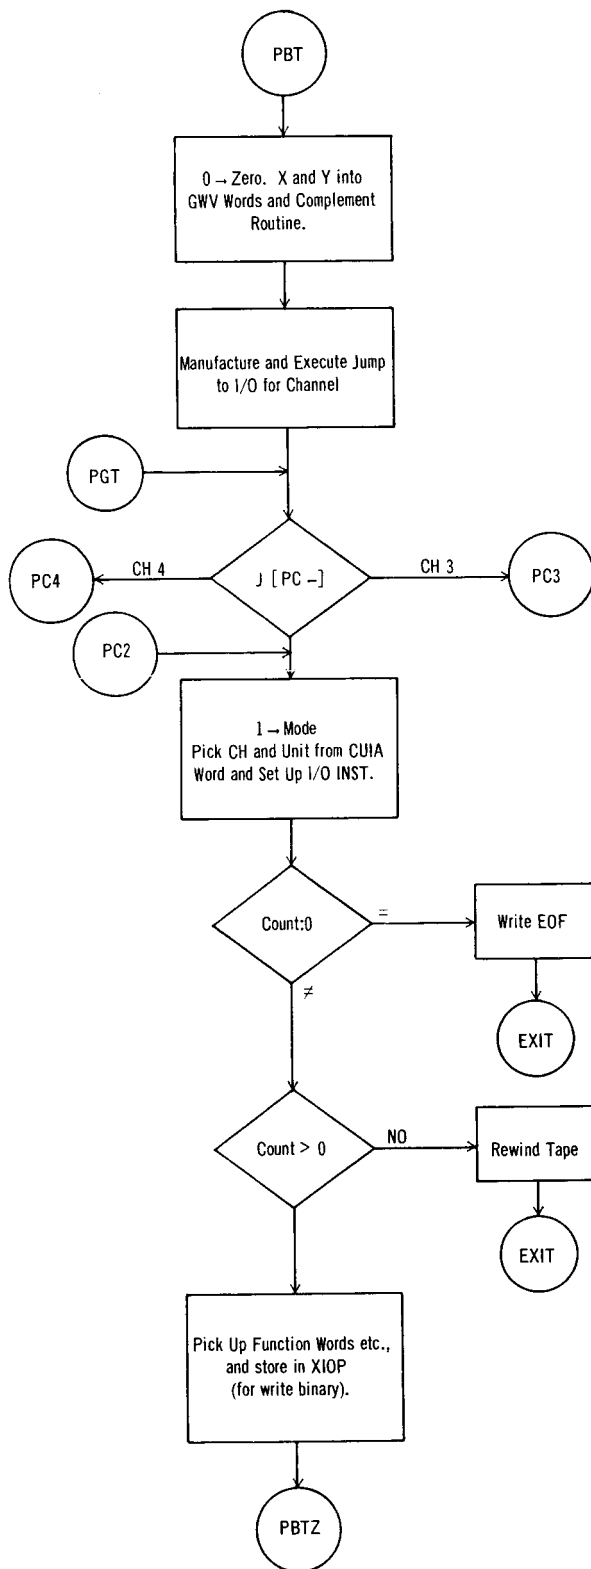 PBT
0 → Zero. X and Y into
GWV Words and Complement
Routine.
Manufacture and Execute Jump
to I/O for Channel
PGT
PC4
CH 4
J [ PC – ]
CH 3
PC3
PC2
1 → Mode
Pick CH and Unit from CUIA
Word and Set Up I/O INST.
Count:0
=
Write EOF
≠
EXIT
Count > 0
NO
Rewind Tape
EXIT
Pick Up Function Words etc.,
and store in XIOP
(for write binary).
PBTZ